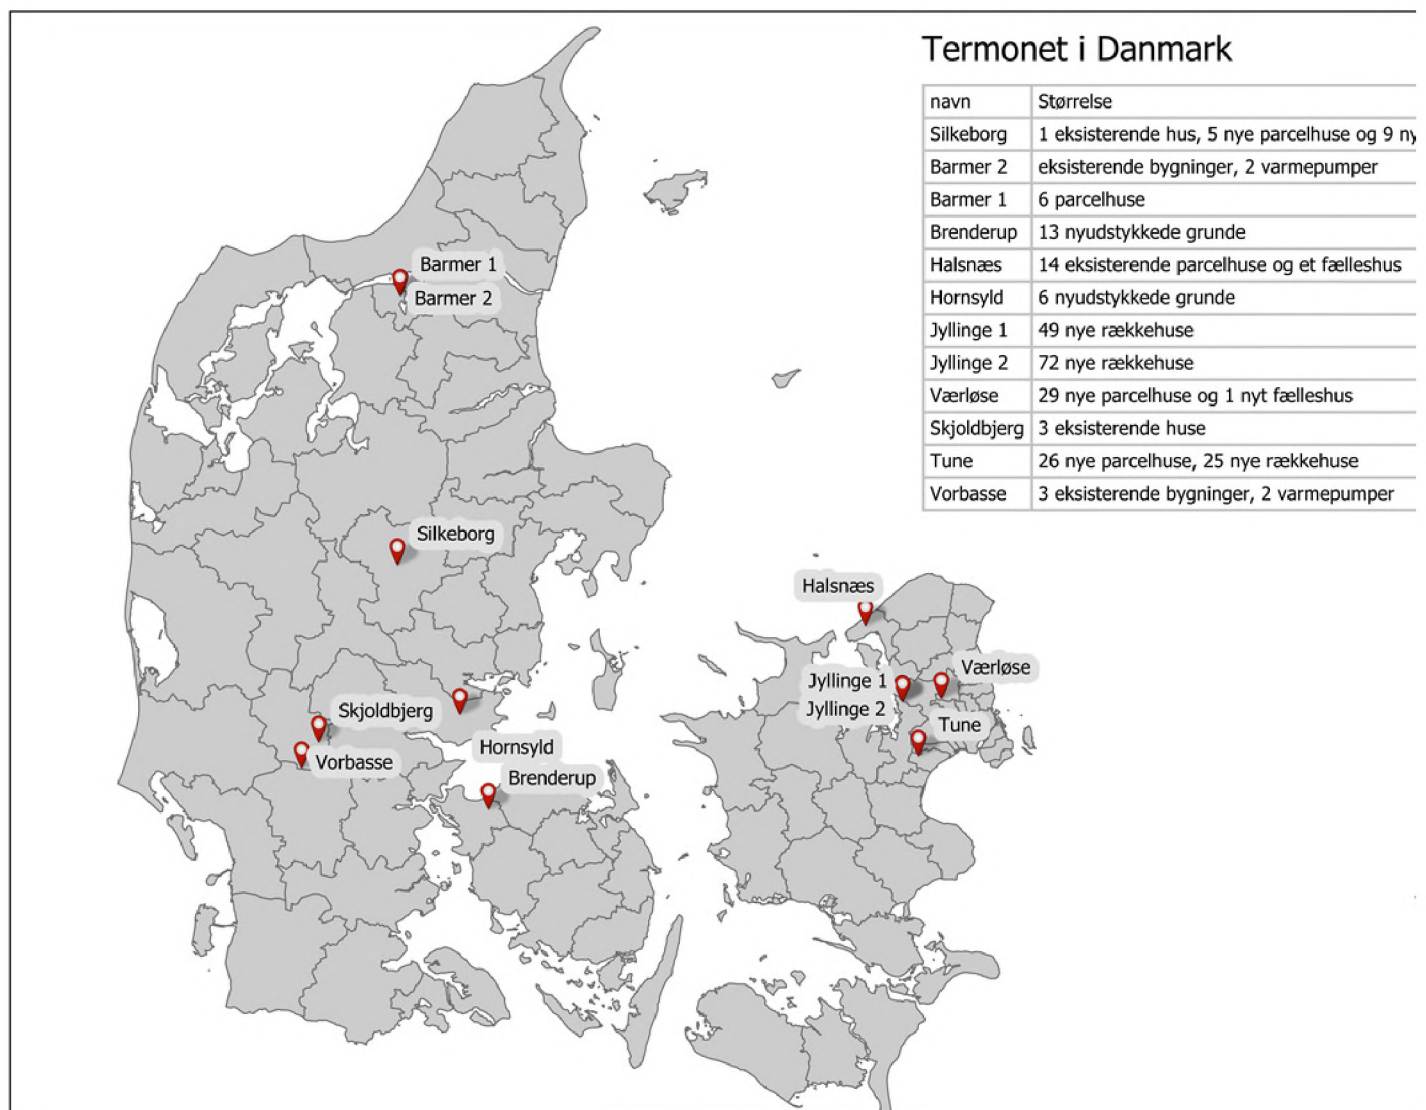 Termonet i Danmark
navn Størrelse
Silkeborg 1 eksisterende hus, 5 nye parcelhuse og 9
Barmer 2 eksisterende bygninger, 2 varmepumper
Barmer 1 6 parcelhuse
Brenderup 13 nyudstykkede grunde
Halsnæs 14 eksisterende parcelhuse og et fælleshus
Hornsyld 6 nyudstykkede grunde
Jyllinge 1 49 nye rækkehuse
Jyllinge 2 72 nye rækkehuse
Værløse 29 nye parcelhuse og 1 nyt fælleshus
Skjoldbjerg 3 eksisterende huse
Tune 26 nye parcelhuse, 25 nye rækkehuse
Vorbasse 3 eksisterende bygninger, 2 varmepumper
Barmer 1
Barmer 2
Silkeborg
Halsnæs
Værløse
Jyllinge 1
Jyllinge 2
Tune
Skjoldbjerg
Vorbasse
Hornsyld
Brenderup